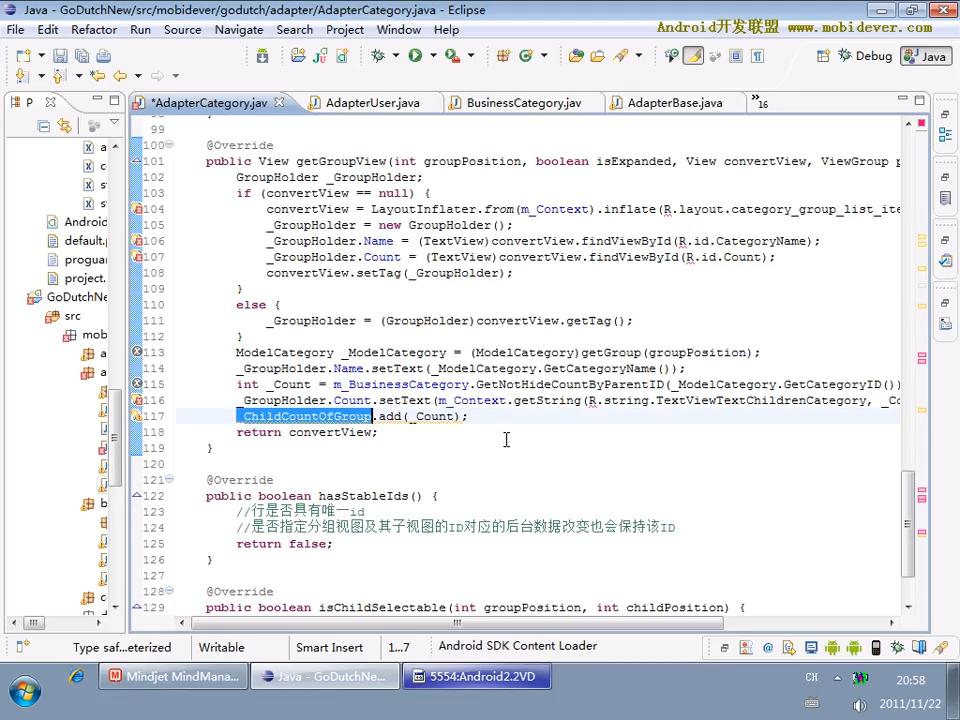 Java - GoDutchNew/src/mobidever/godutch/adapter/AdapterCategory.java - Eclipse
Android开发联盟 www.mobidever.com
File Edit Refactor Run Source Navigate Search Project Window Help
Debug Java
P *AdapterCategory.jav AdapterUser.java BusinessCategory.jav AdapterBase.java »16
99
100 @Override
101 public View getGroupView(int groupPosition, boolean isExpanded, View convertView, ViewGroup p
102 GroupHolder _GroupHolder;
103 if (convertView == null) {
104 convertView = LayoutInflater.from(m_Context).inflate(R.layout.category_group_list_ite
105 _GroupHolder = new GroupHolder();
106 _GroupHolder.Name = (TextView)convertView.findViewById(R.id.CategoryName);
107 _GroupHolder.Count = (TextView)convertView.findViewById(R.id.Count);
108 convertView.setTag(_GroupHolder);
109 }
110 else {
111 _GroupHolder = (GroupHolder)convertView.getTag();
112 }
113 ModelCategory _ModelCategory = (ModelCategory)getGroup(groupPosition);
114 _GroupHolder.Name.setText(_ModelCategory.GetCategoryName());
115 int _Count = m_BusinessCategory.GetNotHideCountByParentID(_ModelCategory.GetCategoryID())
116 _GroupHolder.Count.setText(m_Context.getString(R.string.TextViewTextChildrenCategory, _Co
117 _ChildCountOfGroup.add(_Count);
118 return convertView;
119 }
120
121 @Override
122 public boolean hasStableIds() {
123 //行是否具有唯一id
124 //是否指定分组视图及其子视图的ID对应的后台数据改变也会保持该ID
125 return false;
126 }
127
128 @Override
129 public boolean isChildSelectable(int groupPosition, int childPosition) {
a
c
s
s
Android
default.
proguar
project.
GoDutchNe
src
mob
a
a
b
c
Type saf...eterized Writable Smart Insert 1...7 Android SDK Content Loader
Mindjet MindMana... Java - GoDutchNe... 5554:Android2.2VD CH 20:58
2011/11/22